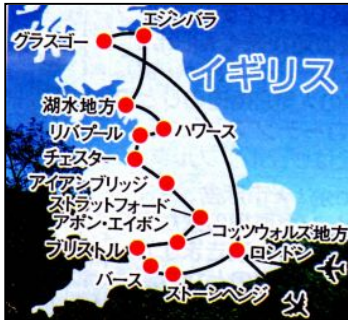 エジンバラ
グラスゴー
イギリス
湖水地方
リバプール
ハワース
チェスター
アイアンブリッジ
ストラットフォード
アポン・エイボン
コッツウォルズ地方
ブリストル
ロンドン
バース
ストーンヘンジ